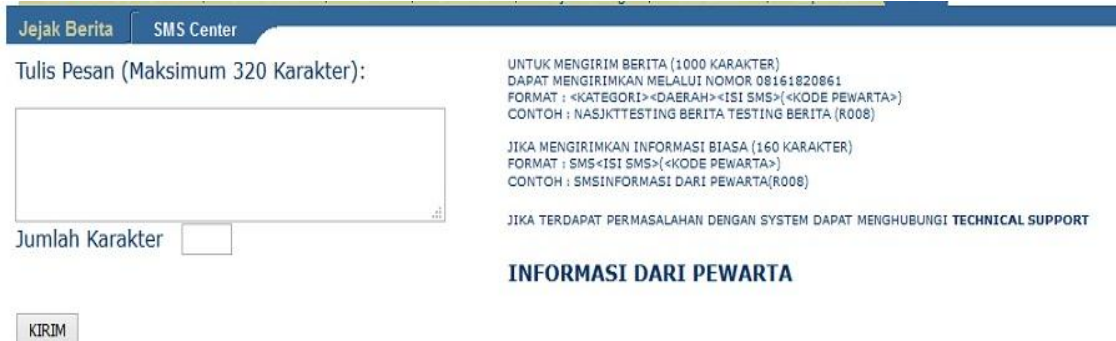 Jejak Berita
SMS Center
Tulis Pesan (Maksimum 320 Karakter):
Jumlah Karakter
KIRIM
UNTUK MENGIRIM BERITA (1000 KARAKTER)
DAPAT MENGIRIMKAN MELALUI NOMOR 08161820861
FORMAT : <KATEGORI><DAERAH><ISI SMS>(<KODE PEWARTA>)
CONTOH : NASJKTTESTING BERITA TESTING BERITA (R008)
JIKA MENGIRIMKAN INFORMASI BIASA (160 KARAKTER)
FORMAT : SMS<ISI SMS>(<KODE PEWARTA>)
CONTOH : SMSINFORMASI DARI PEWARTA(R008)
JIKA TERDAPAT PERMASALAHAN DENGAN SYSTEM DAPAT MENGHUBUNGI TECHNICAL SUPPORT
INFORMASI DARI PEWARTA